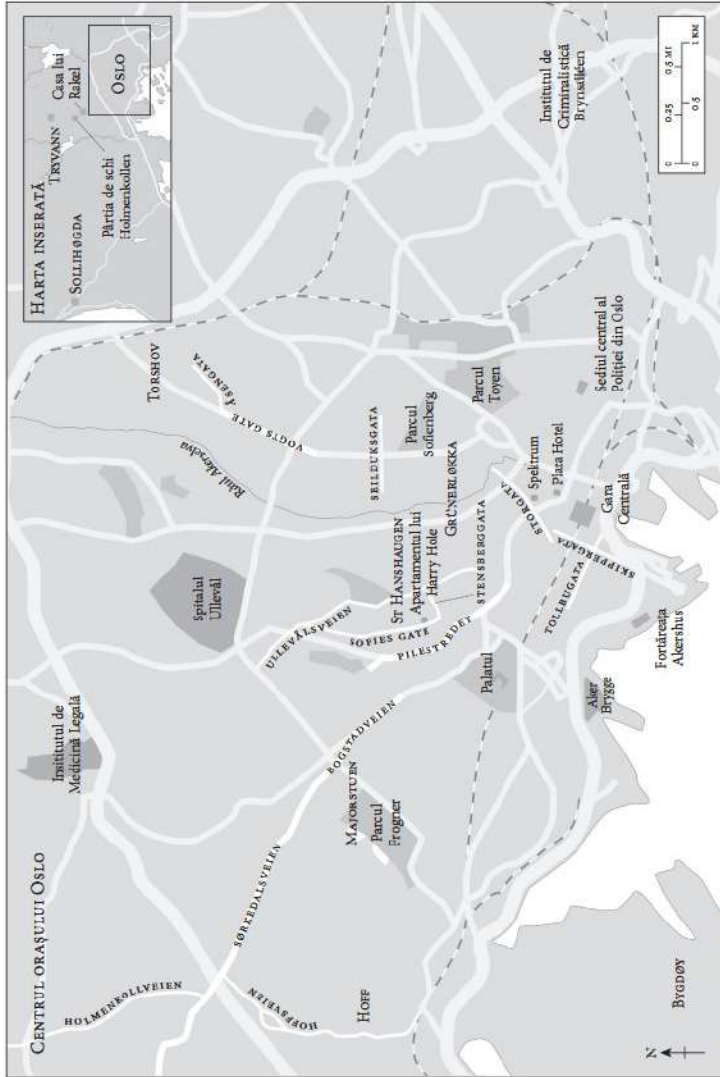 CENTRUL ORAȘULUI OSLO
HARTA INSERATĂ
SOLLIHØGDA
TRYVANN
Casa lui
Rakel
Pârtia de schi
Holmenkollen
OSLO
HOLMENKOLLVEIEN
SØRKEDALSVEIEN
HOFFSVEIEN
HOFF
Insititutul de
Medicină Legală
Spitalul
Ullevål
Râul Akerselva
TORSHOV
ÅSENGATA
VOGTS GATE
SEILDUKSGATA
Parcul
Sofienberg
Parcul
Toyen
GRÜNERLØKKA
ULLEVÅLSVEIEN
ST HANSHAUGEN
Apartamentul lui
Harry Hole
SOFIES GATE
PILESTREDET
STENSBERGGATA
BOGSTADVEIEN
MAJORSTUEN
Parcul
Frogner
Palatul
STORGATA
Spektrum
Plaza Hotel
Sediul central al
Poliției din Oslo
Institutul de
Criminalistică
Brynsalléen
Gara
Centrală
SKIPPERGATA
TOLLBUGATA
Aker
Brygge
Fortăreața
Akershus
BYGDØY
N
0 0.25 0.5 MI
0 0.5 1 KM